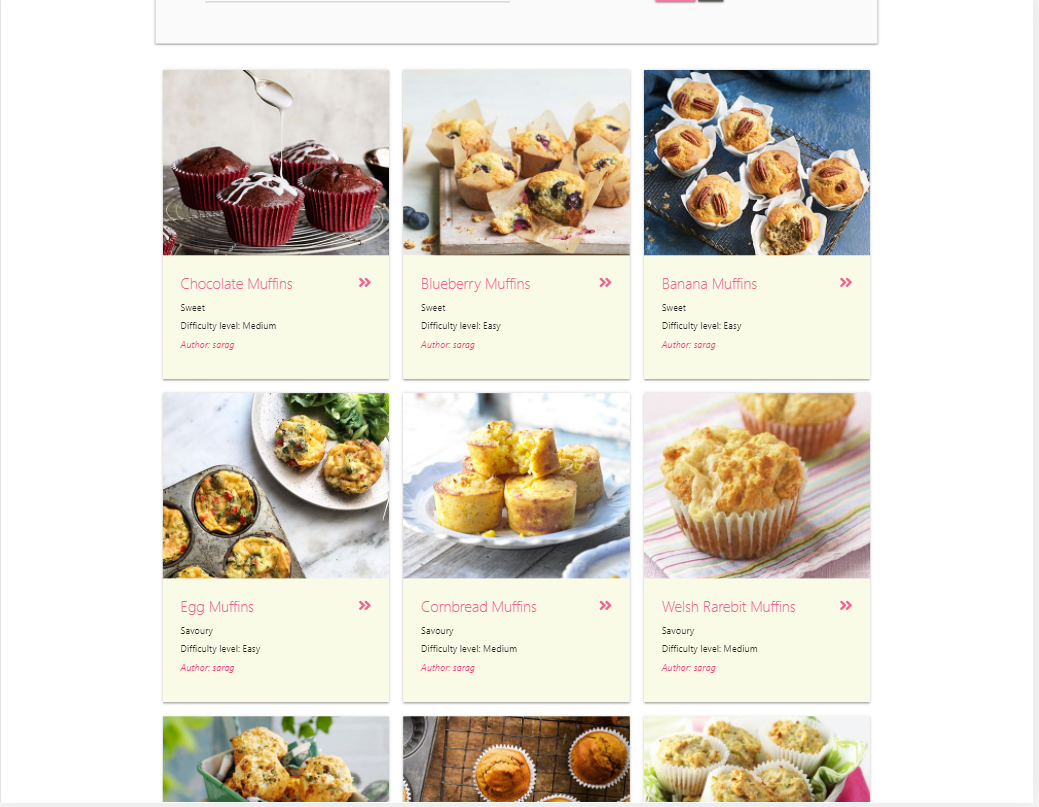 Chocolate Muffins
Sweet
Difficulty level: Medium
Author: sarag
Blueberry Muffins
Sweet
Difficulty level: Easy
Author: sarag
Banana Muffins
Sweet
Difficulty level: Easy
Author: sarag
Egg Muffins
Savoury
Difficulty level: Easy
Author: sarag
Cornbread Muffins
Savoury
Difficulty level: Medium
Author: sarag
Welsh Rarebit Muffins
Savoury
Difficulty level: Medium
Author: sarag